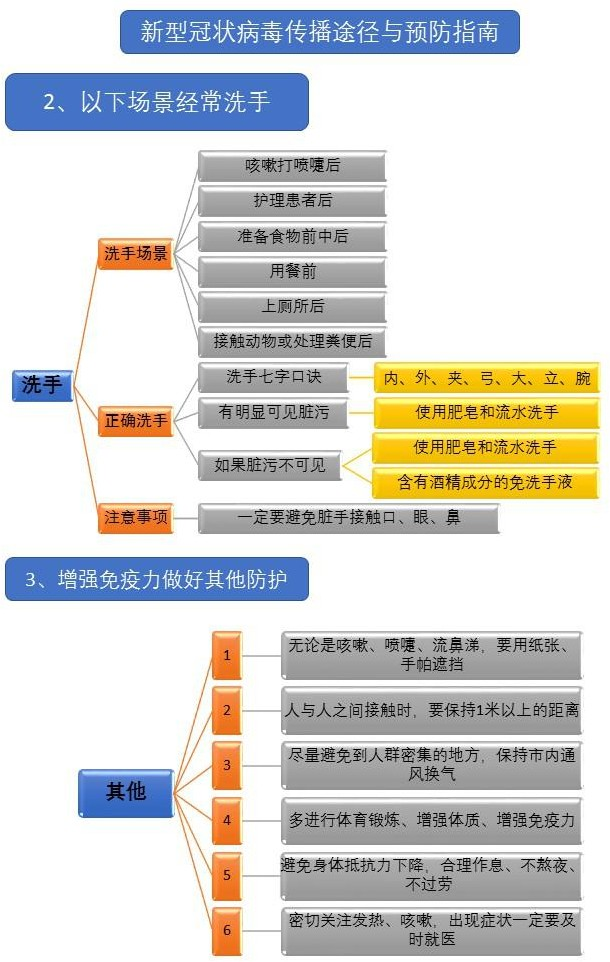 新型冠状病毒传播途径与预防指南
2、以下场景经常洗手
洗手
洗手场景
咳嗽打喷嚏后
护理患者后
准备食物前中后
用餐前
上厕所后
接触动物或处理粪便后
正确洗手
洗手七字口诀
内、外、夹、弓、大、立、腕
有明显可见脏污
使用肥皂和流水洗手
如果脏污不可见
使用肥皂和流水洗手
含有酒精成分的免洗手液
注意事项
一定要避免脏手接触口、眼、鼻
3、增强免疫力做好其他防护
其他
1
无论是咳嗽、喷嚏、流鼻涕，要用纸张、
手帕遮挡
2
人与人之间接触时，要保持1米以上的距离
3
尽量避免到人群密集的地方，保持市内通
风换气
4
多进行体育锻炼、增强体质、增强免疫力
5
避免身体抵抗力下降，合理作息、不熬夜、
不过劳
6
密切关注发热、咳嗽，出现症状一定要及
时就医